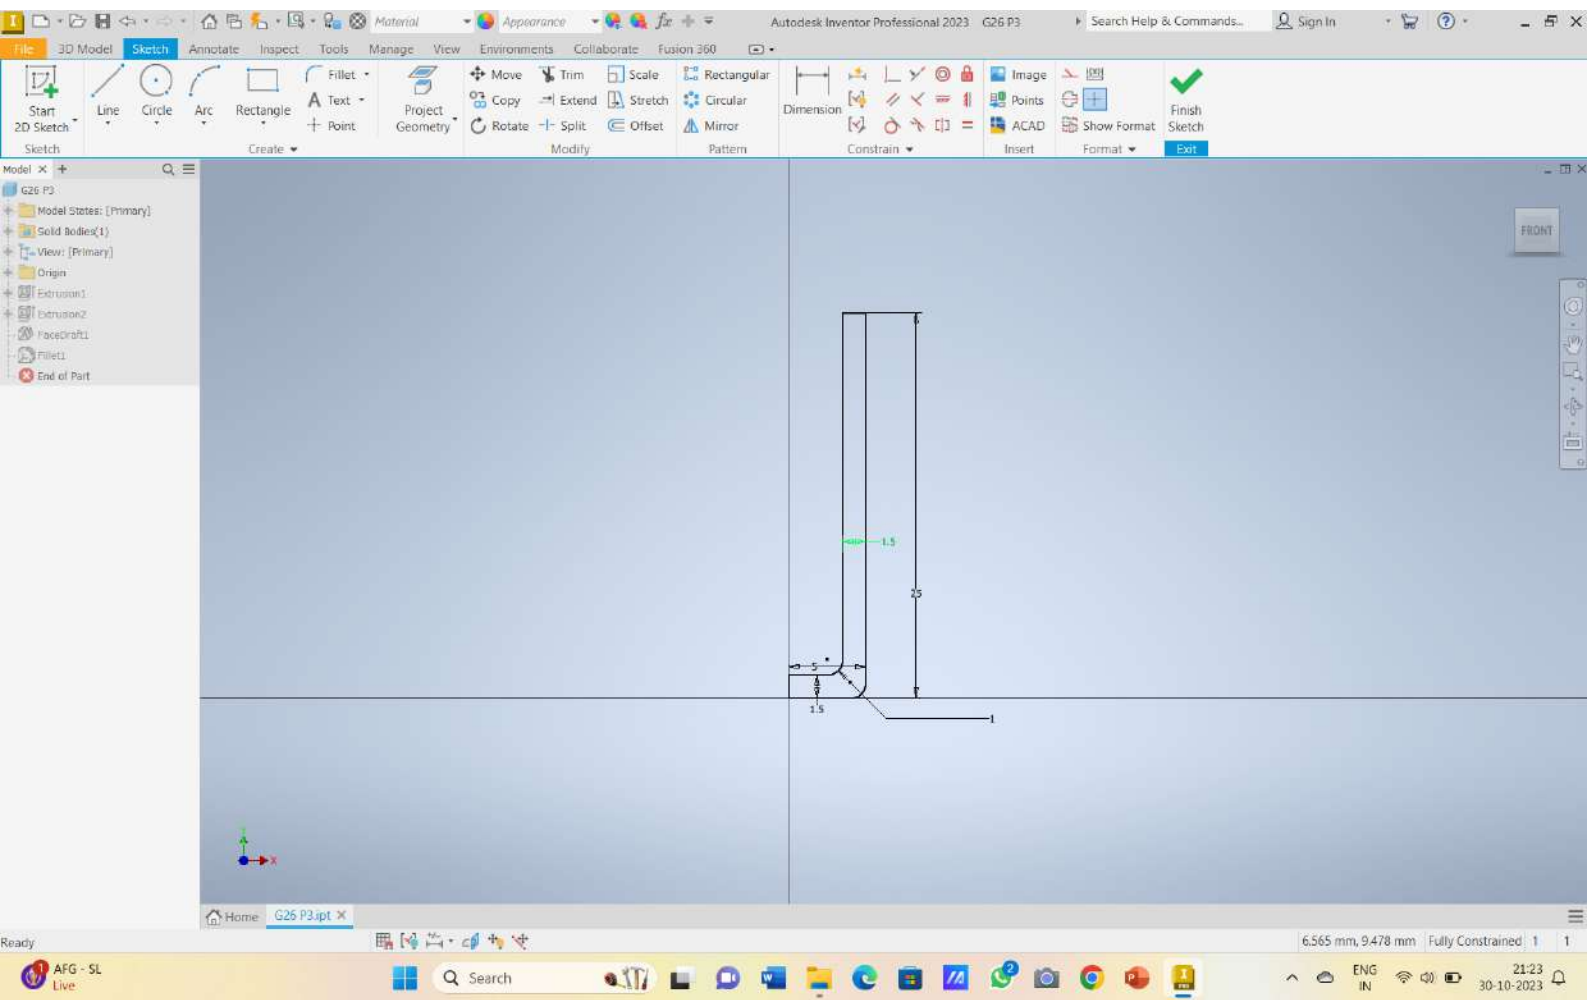 Material
Appearance
fx
Autodesk Inventor Professional 2023 G26 P3
Search Help & Commands...
Sign In
File 3D Model Sketch Annotate Inspect Tools Manage View Environments Collaborate Fusion 360
Start
2D Sketch
Line
Circle
Arc
Rectangle
Fillet
A Text
Point
Project
Geometry
Move Trim Scale
Copy Extend Stretch
Rotate Split Offset
Rectangular
Circular
Mirror
Dimension
Image
Points
ACAD
Show Format
Finish
Sketch
Sketch Create Modify Pattern Constrain Insert Format Exit
Model × +
G26 P3
Model States: [Primary]
Solid Bodies(1)
View: [Primary]
Origin
Extrusion1
Extrusion2
FaceDraft1
Fillet1
End of Part
FRONT
1.5
25
5
1.5
1
X
Home G26 P3.ipt ×
Ready
6.565 mm, 9.478 mm Fully Constrained 1 1
1
AFG - SL
Live
Search
2
ENG
IN
21:23
30-10-2023